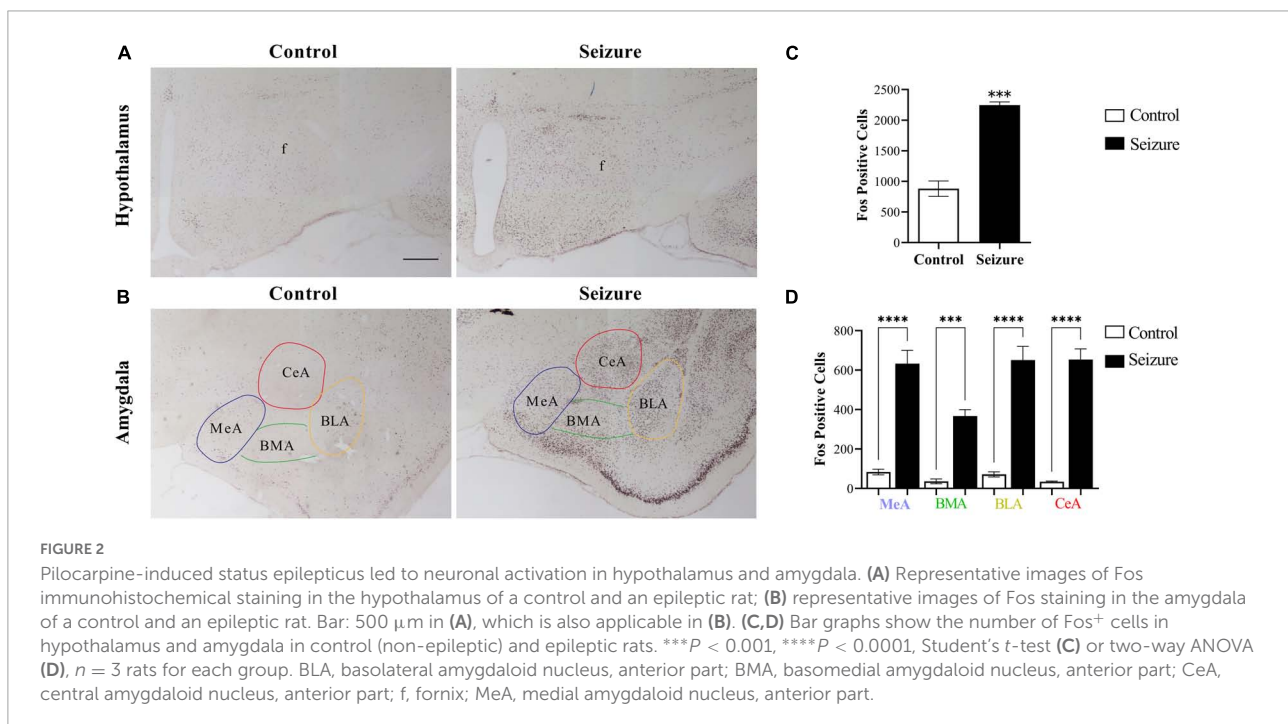 A
Control
Seizure
Hypothalamus
f
f
B
Control
Seizure
Amygdala
CeA
MeA
BLA
BMA
CeA
MeA
BLA
BMA
C
Fos Positive Cells
2500
2000
1500
1000
500
0
***
Control
Seizure
Control
Seizure
D
Fos Positive Cells
800
600
400
200
0
**** *** **** ****
MeA BMA BLA CeA
Control
Seizure
FIGURE 2
Pilocarpine-induced status epilepticus led to neuronal activation in hypothalamus and amygdala. (A) Representative images of Fos
immunohistochemical staining in the hypothalamus of a control and an epileptic rat; (B) representative images of Fos staining in the amygdala
of a control and an epileptic rat. Bar: 500 μm in (A), which is also applicable in (B). (C,D) Bar graphs show the number of Fos⁺ cells in
hypothalamus and amygdala in control (non-epileptic) and epileptic rats. ***P < 0.001, ****P < 0.0001, Student's t-test (C) or two-way ANOVA
(D), n = 3 rats for each group. BLA, basolateral amygdaloid nucleus, anterior part; BMA, basomedial amygdaloid nucleus, anterior part; CeA,
central amygdaloid nucleus, anterior part; f, fornix; MeA, medial amygdaloid nucleus, anterior part.